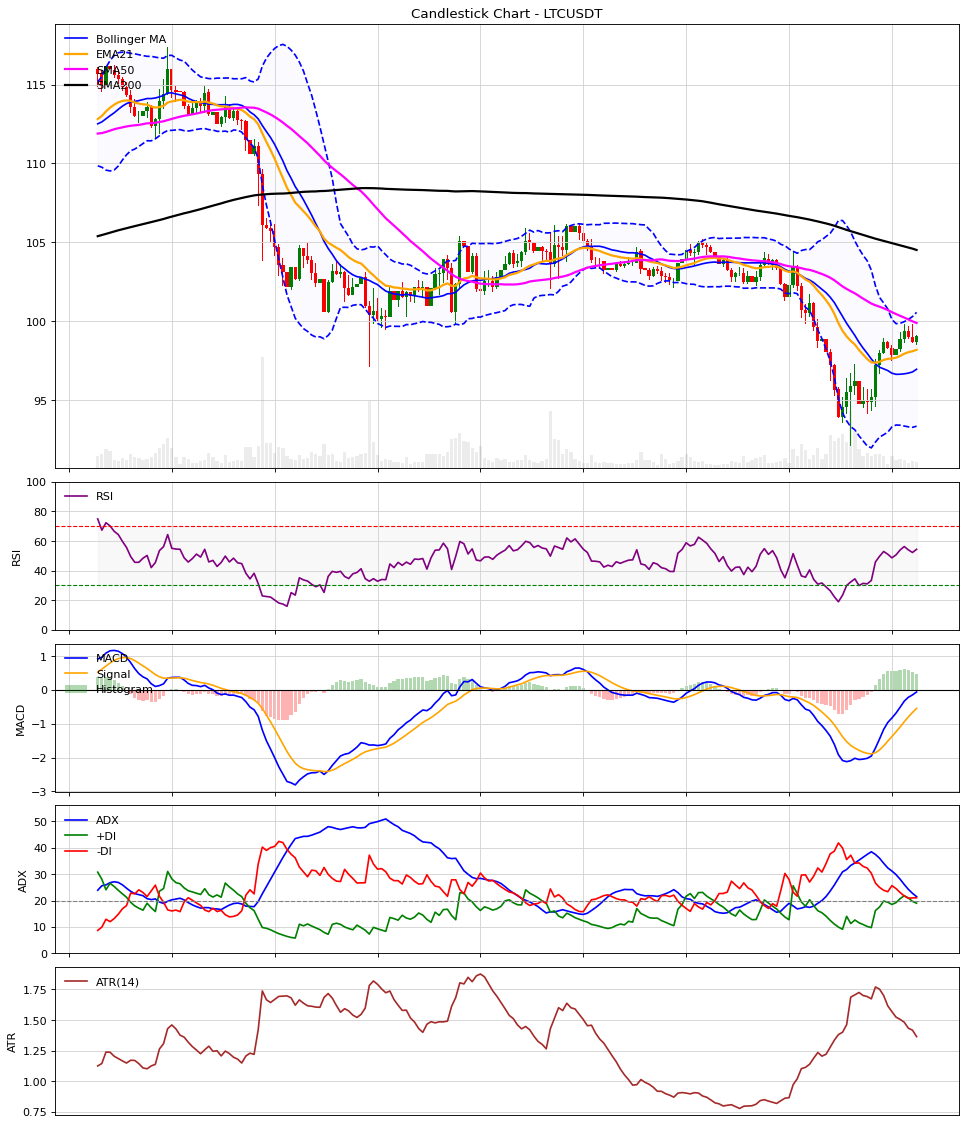 Candlestick Chart - LTCUSDT
Bollinger MA
EMA21
SMA50
SMA200
115
110
105
100
95
100
80
60
40
20
0
RSI
RSI
1
0
−1
−2
−3
MACD
MACD
Signal
Histogram
50
40
30
20
10
0
ADX
ADX
+DI
-DI
1.75
1.50
1.25
1.00
0.75
ATR
ATR(14)